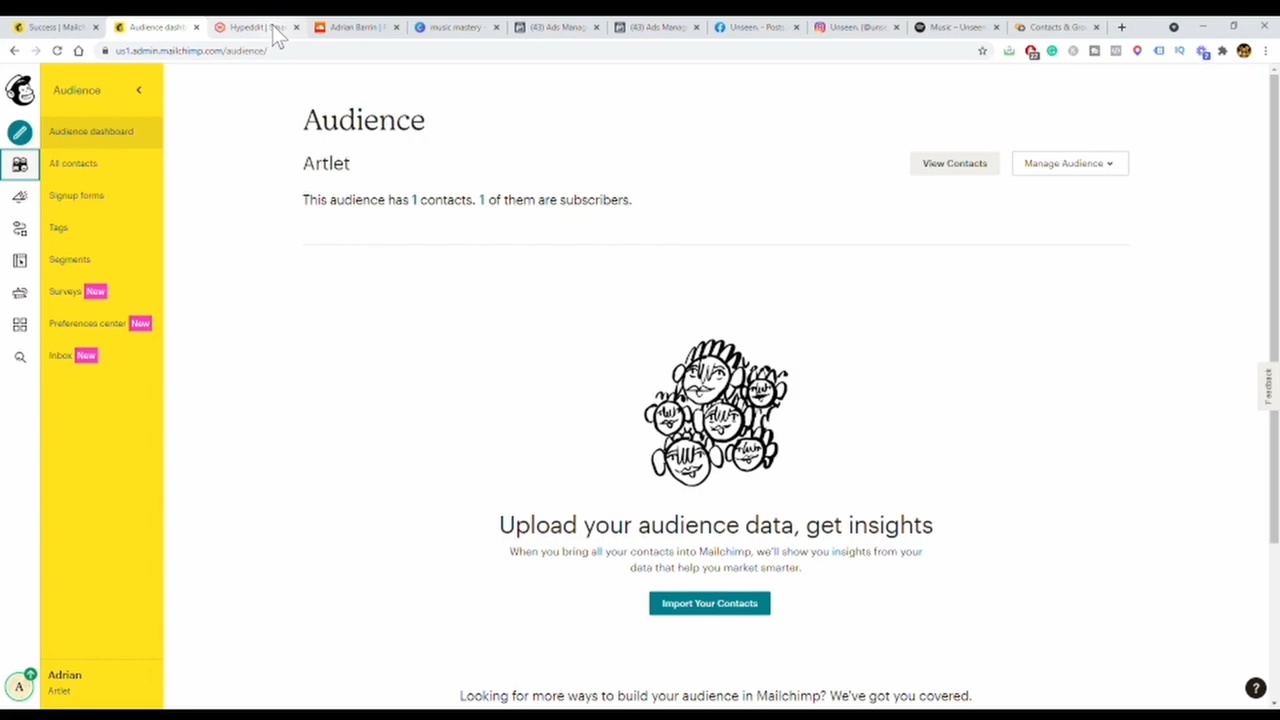 Success | Mailch
Audience dashb
Hypeddit | Sma
Adrian Barrin |
music mastery
(43) Ads Manag
(43) Ads Manag
Unseen. - Posts
Unseen. (@uns
Music – Unsee
Contacts & Gro
us1.admin.mailchimp.com/audience/
22
2
Audience
Audience dashboard
All contacts
Signup forms
Tags
Segments
Surveys New
Preferences center New
Inbox New
Audience
Artlet
View Contacts
Manage Audience
This audience has 1 contacts. 1 of them are subscribers.
Upload your audience data, get insights
When you bring all your contacts into Mailchimp, we'll show you insights from your
data that help you market smarter.
Import Your Contacts
Looking for more ways to build your audience in Mailchimp? We've got you covered.
Feedback
A
Adrian
Artlet
?